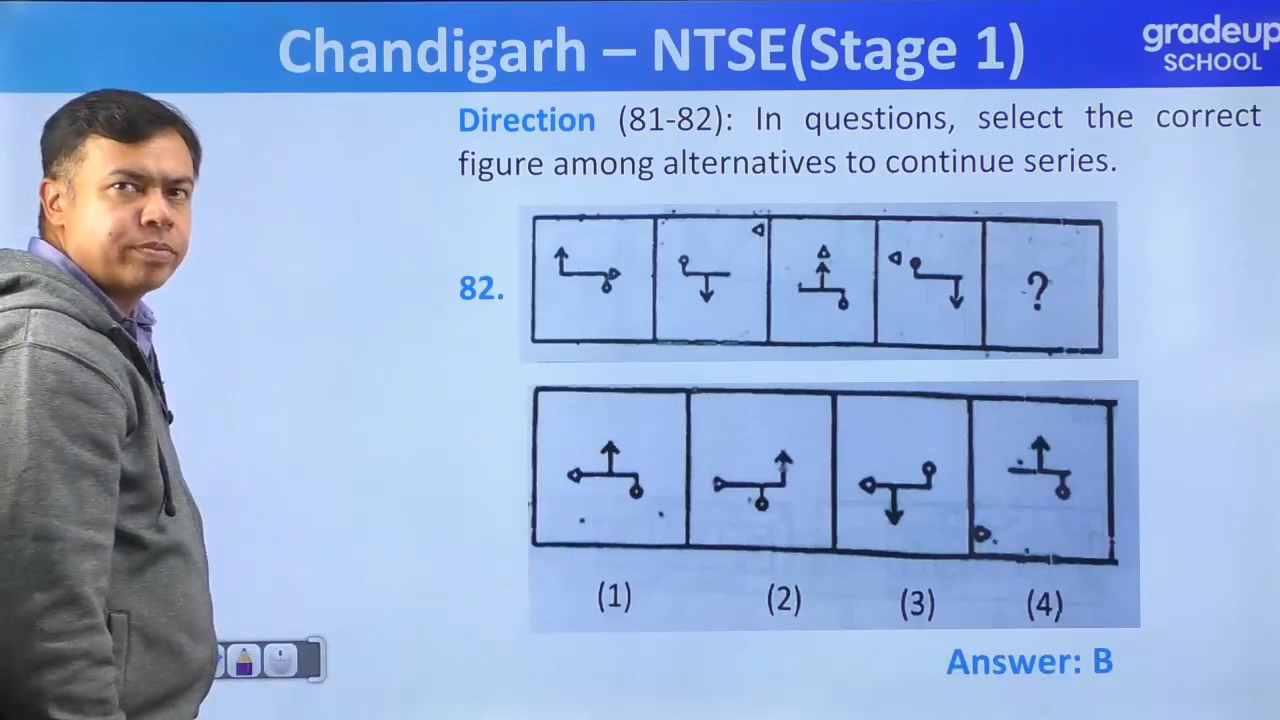 Chandigarh – NTSE(Stage 1)
gradeup
SCHOOL
Direction (81-82): In questions, select the correct
figure among alternatives to continue series.
82.
?
(1) (2) (3) (4)
Answer: B